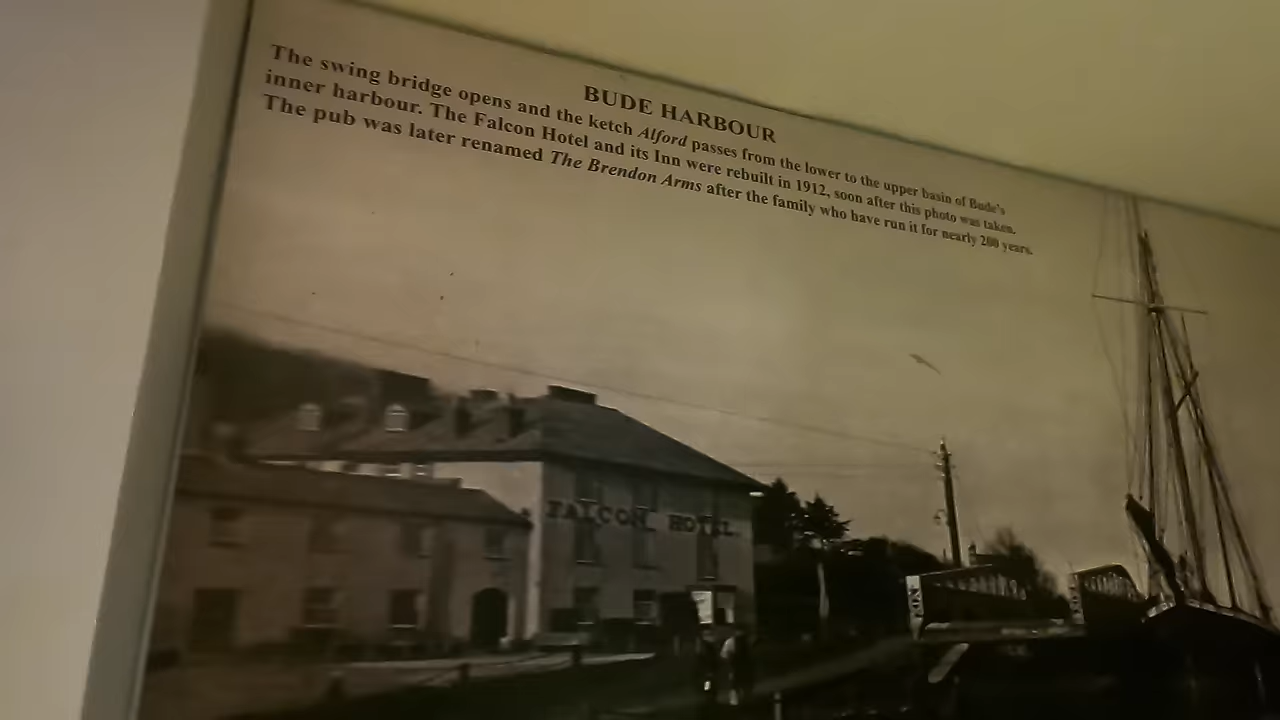 BUDE HARBOUR
The swing bridge opens and the ketch Alford passes from the lower to the upper basin of Bude's
inner harbour. The Falcon Hotel and its Inn were rebuilt in 1912, soon after this photo was taken.
The pub was later renamed The Brendon Arms after the family who have run it for nearly 200 years.
FALCON HOTEL